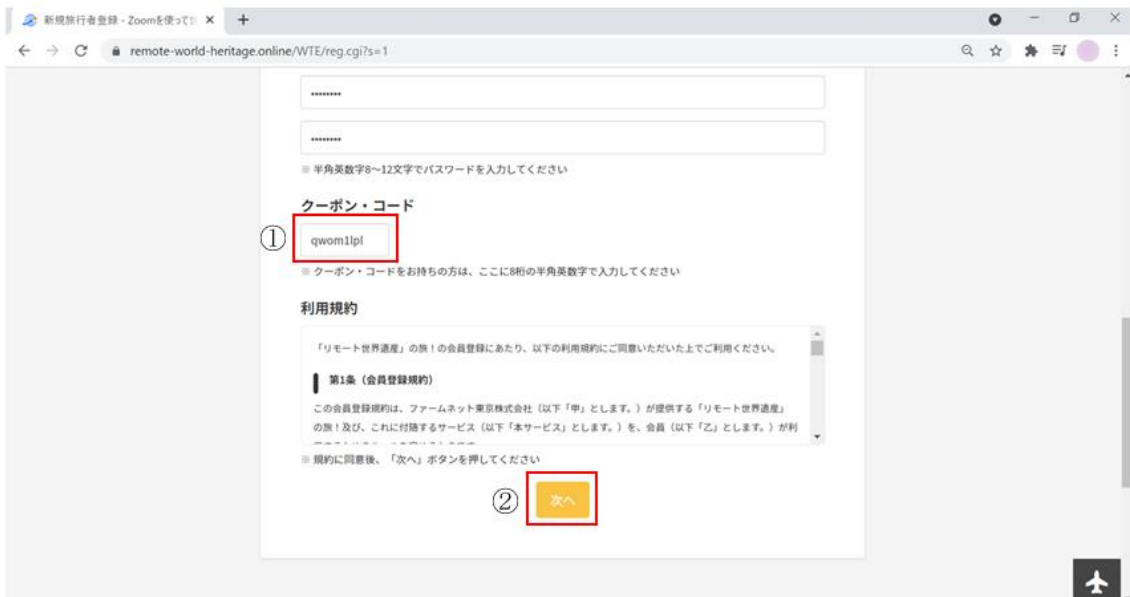 新規旅行者登録 - Zoomを使って
remote-world-heritage.online/WTE/reg.cgi?s=1
••••••••
••••••••
※ 半角英数字8～12文字でパスワードを入力してください
クーポン・コード
①
qwom1lpl
※ クーポン・コードをお持ちの方は、ここに8桁の半角英数字で入力してください
利用規約
「リモート世界遺産」の旅！の会員登録にあたり、以下の利用規約にご同意いただいた上でご利用ください。
第1条（会員登録規約）
この会員登録規約は、ファームネット東京株式会社（以下「甲」とします。）が提供する「リモート世界遺産」
の旅！及び、これに付随するサービス（以下「本サービス」とします。）を、会員（以下「乙」とします。）が利
※ 規約に同意後、「次へ」ボタンを押してください
②
次へ